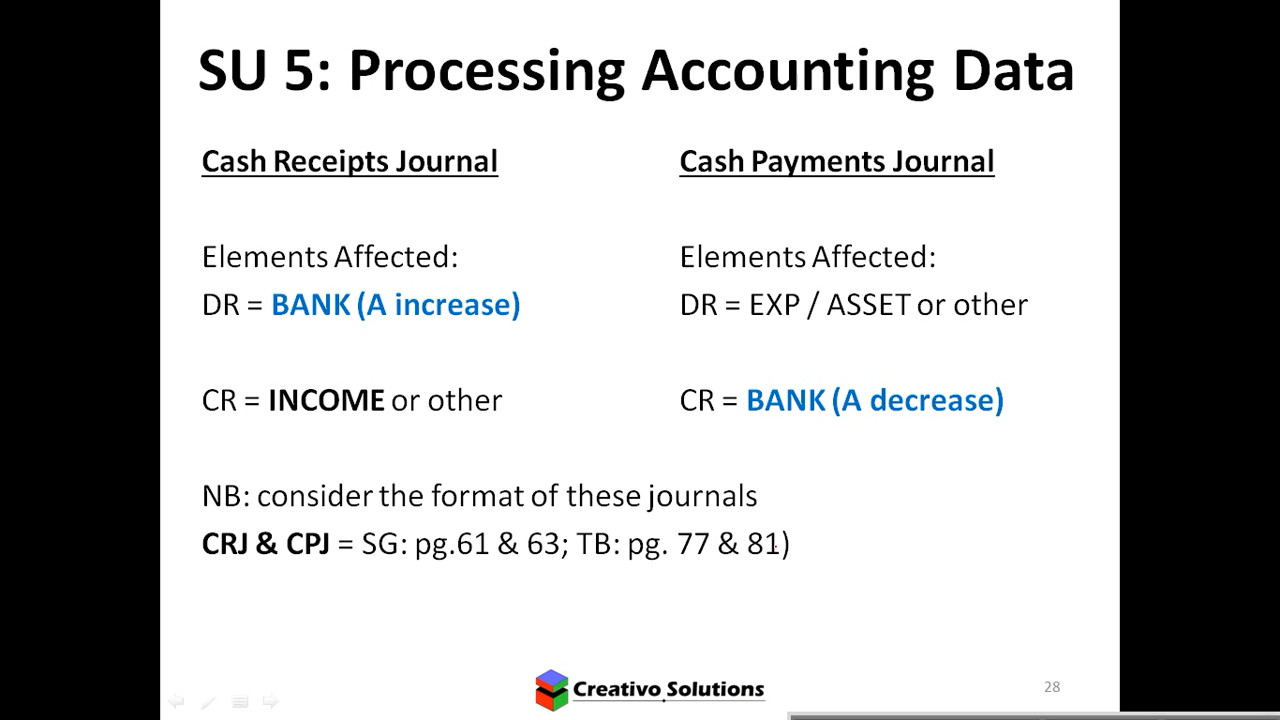 SU 5: Processing Accounting Data
Cash Receipts Journal
Elements Affected:
DR = BANK (A increase)
CR = INCOME or other
Cash Payments Journal
Elements Affected:
DR = EXP / ASSET or other
CR = BANK (A decrease)
NB: consider the format of these journals
CRJ & CPJ = SG: pg.61 & 63; TB: pg. 77 & 81)
Creativo Solutions
28